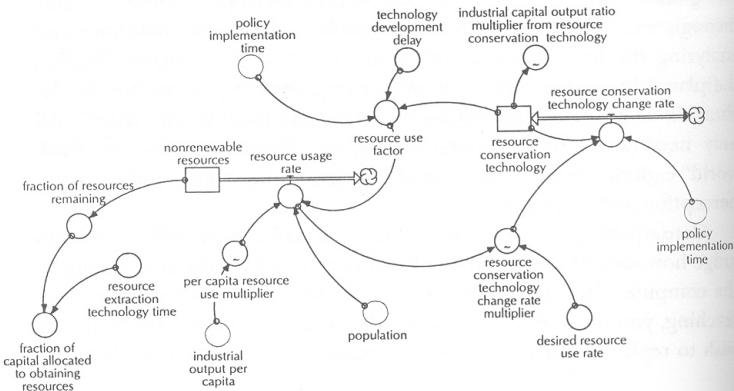 policy
implementation
time
technology
development
delay
industrial capital output ratio
multiplier from resource
conservation technology
~
resource conservation
technology change rate
resource use
factor
resource
conservation
technology
nonrenewable
resources
resource usage
rate
fraction of resources
remaining
policy
implementation
time
~
~
per capita resource
use multiplier
resource
conservation
technology
change rate
multiplier
resource
extraction
technology time
population
desired resource
use rate
fraction of
capital allocated
to obtaining
resources
industrial
output per
capita